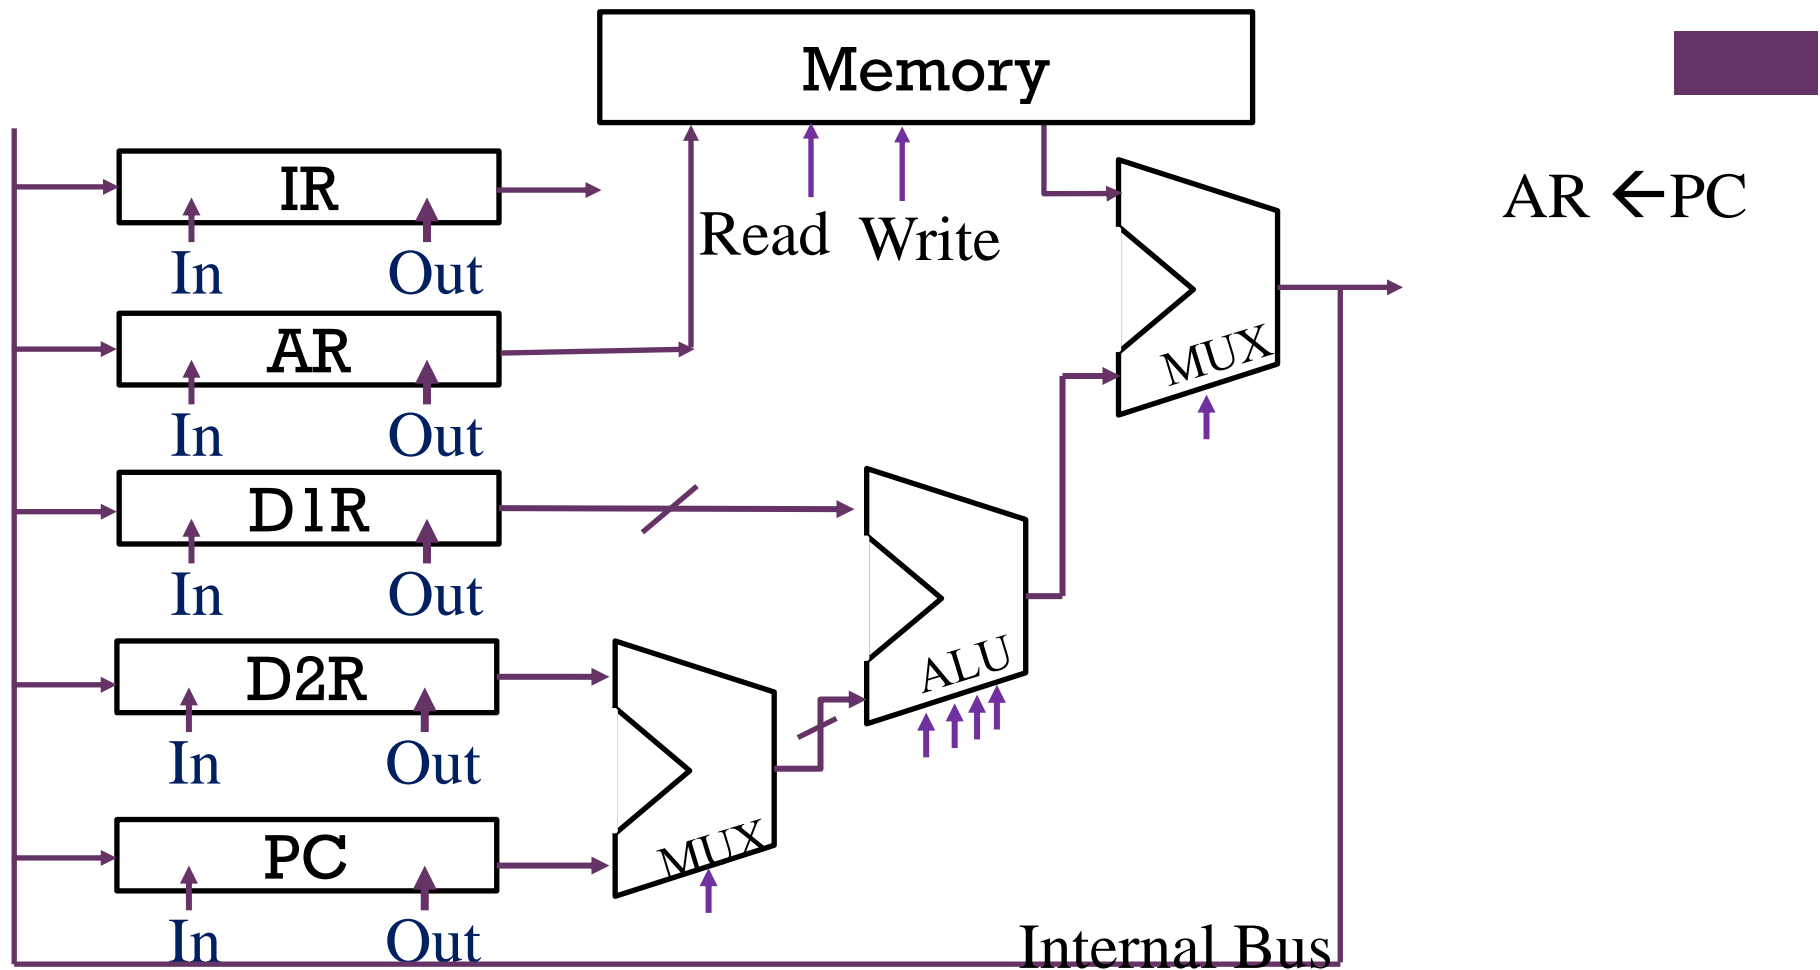 Memory
IR
In Out
Read Write
AR ←PC
AR
In Out
MUX
D1R
In Out
ALU
D2R
In Out
MUX
PC
In Out
Internal Bus